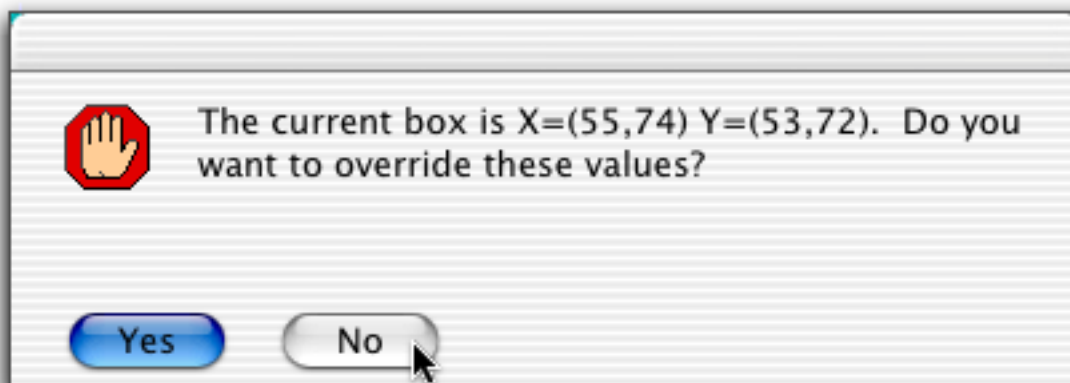 The current box is X=(55,74) Y=(53,72).  Do you
want to override these values?
Yes No